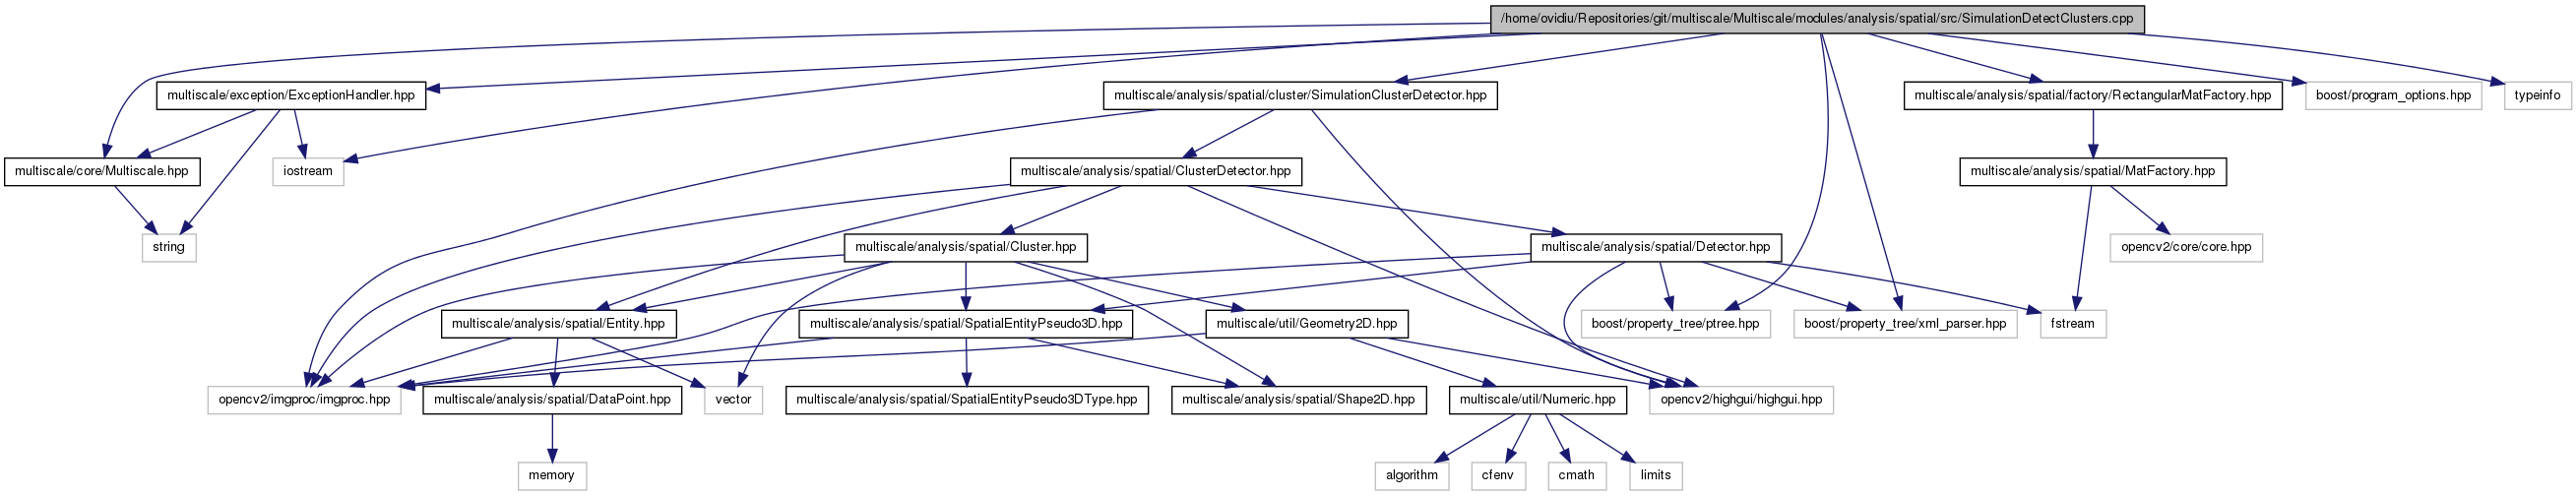 /home/ovidiu/Repositories/git/multiscale/Multiscale/modules/analysis/spatial/src/SimulationDetectClusters.cpp
multiscale/exception/ExceptionHandler.hpp
multiscale/analysis/spatial/cluster/SimulationClusterDetector.hpp
multiscale/analysis/spatial/factory/RectangularMatFactory.hpp
boost/program_options.hpp
typeinfo
multiscale/core/Multiscale.hpp
iostream
multiscale/analysis/spatial/ClusterDetector.hpp
multiscale/analysis/spatial/MatFactory.hpp
string
multiscale/analysis/spatial/Cluster.hpp
multiscale/analysis/spatial/Detector.hpp
opencv2/core/core.hpp
multiscale/analysis/spatial/Entity.hpp
multiscale/analysis/spatial/SpatialEntityPseudo3D.hpp
multiscale/util/Geometry2D.hpp
boost/property_tree/ptree.hpp
boost/property_tree/xml_parser.hpp
fstream
opencv2/imgproc/imgproc.hpp
multiscale/analysis/spatial/DataPoint.hpp
vector
multiscale/analysis/spatial/SpatialEntityPseudo3DType.hpp
multiscale/analysis/spatial/Shape2D.hpp
multiscale/util/Numeric.hpp
opencv2/highgui/highgui.hpp
memory
algorithm
cfenv
cmath
limits